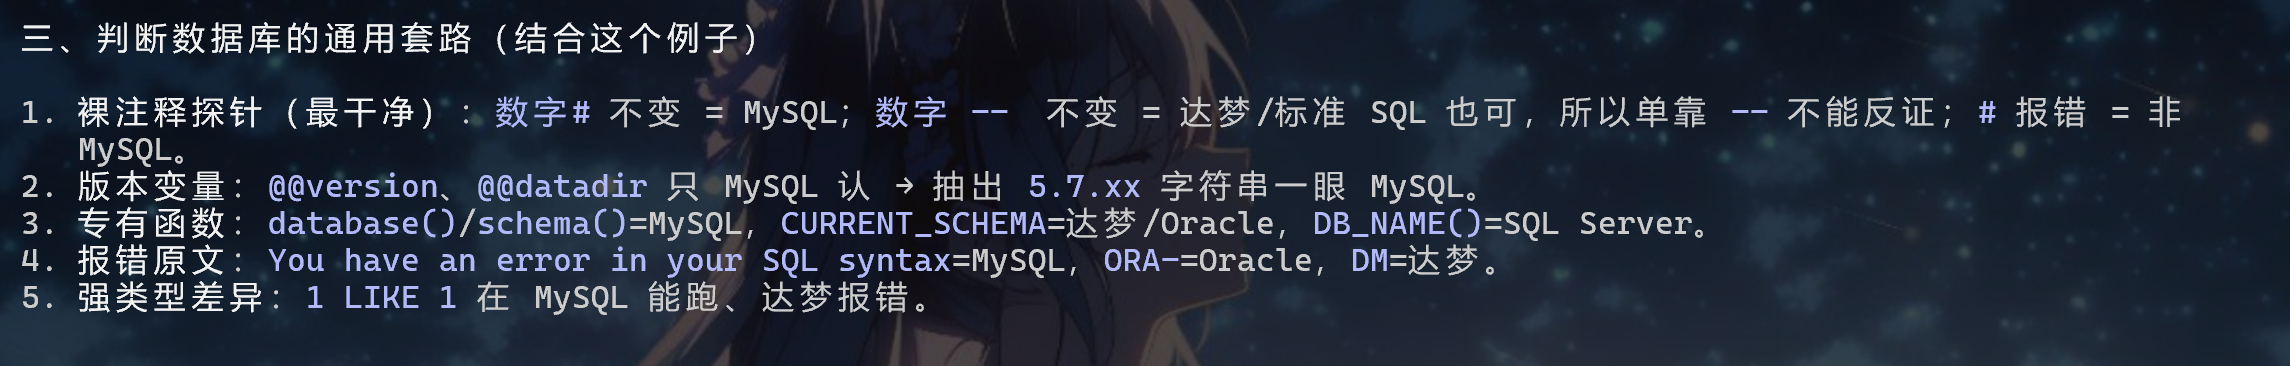 三、判断数据库的通用套路（结合这个例子）
1. 裸注释探针（最干净）：数字# 不变 = MySQL；数字 --  不变 = 达梦/标准 SQL 也可，所以单靠 -- 不能反证；# 报错 = 非
MySQL。
2. 版本变量：@@version、@@datadir 只 MySQL 认 → 抽出 5.7.xx 字符串一眼 MySQL。
3. 专有函数：database()/schema()=MySQL，CURRENT_SCHEMA=达梦/Oracle，DB_NAME()=SQL Server。
4. 报错原文：You have an error in your SQL syntax=MySQL，ORA-=Oracle，DM=达梦。
5. 强类型差异：1 LIKE 1 在 MySQL 能跑、达梦报错。